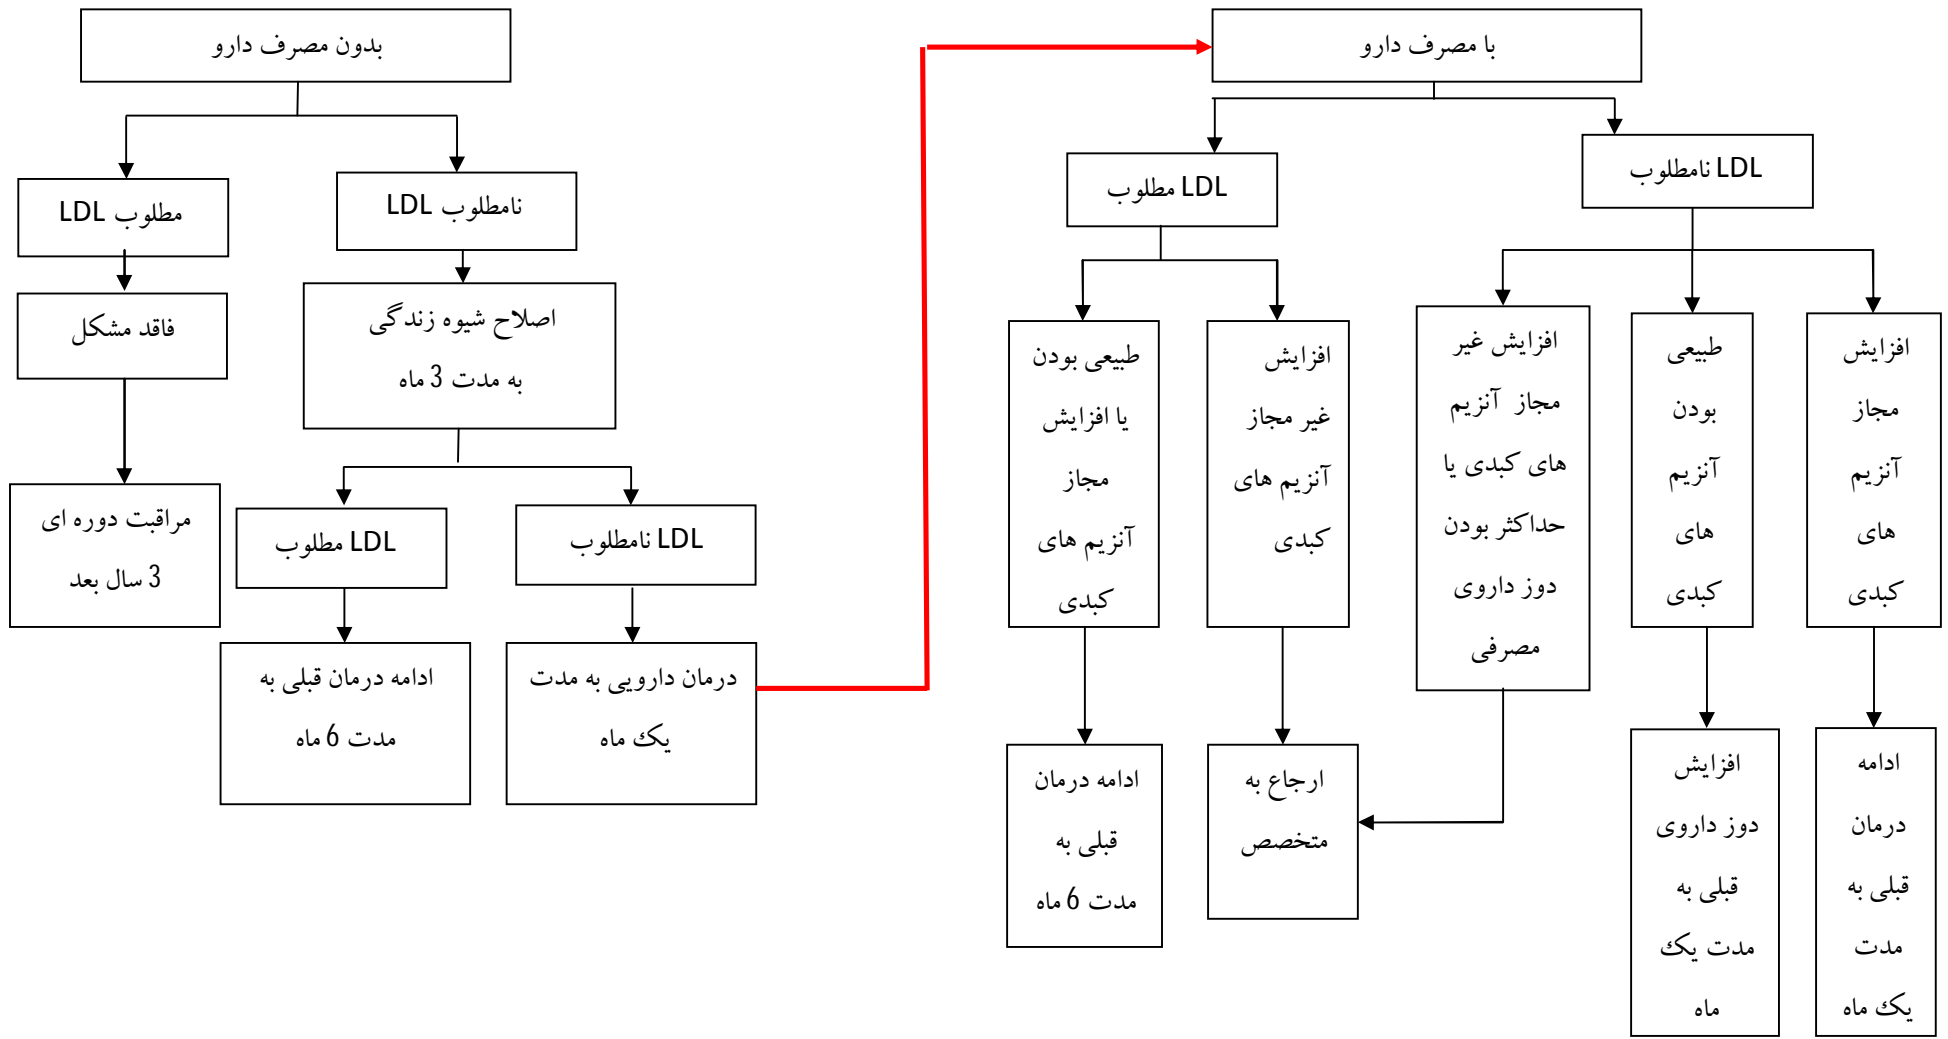 بدون مصرف دارو
مطلوب LDL
نامطلوب LDL
فاقد مشکل
اصلاح شیوه زندگی
به مدت 3 ماه
مراقبت دوره ای
3 سال بعد
LDL مطلوب
LDL نامطلوب
ادامه درمان قبلی به
مدت 6 ماه
درمان دارویی به مدت
یک ماه
با مصرف دارو
LDL مطلوب
LDL نامطلوب
طبیعی بودن
یا افزایش
مجاز
آنزیم های
کبدی
افزایش
غیر مجاز
آنزیم های
کبدی
افزایش غیر
مجاز آنزیم
های کبدی یا
حداکثر بودن
دوز داروی
مصرفی
طبیعی
بودن
آنزیم
های
کبدی
افزایش
مجاز
آنزیم
های
کبدی
ادامه درمان
قبلی به
مدت 6 ماه
ارجاع به
متخصص
افزایش
دوز داروی
قبلی به
مدت یک
ماه
ادامه
درمان
قبلی به
مدت
یک ماه